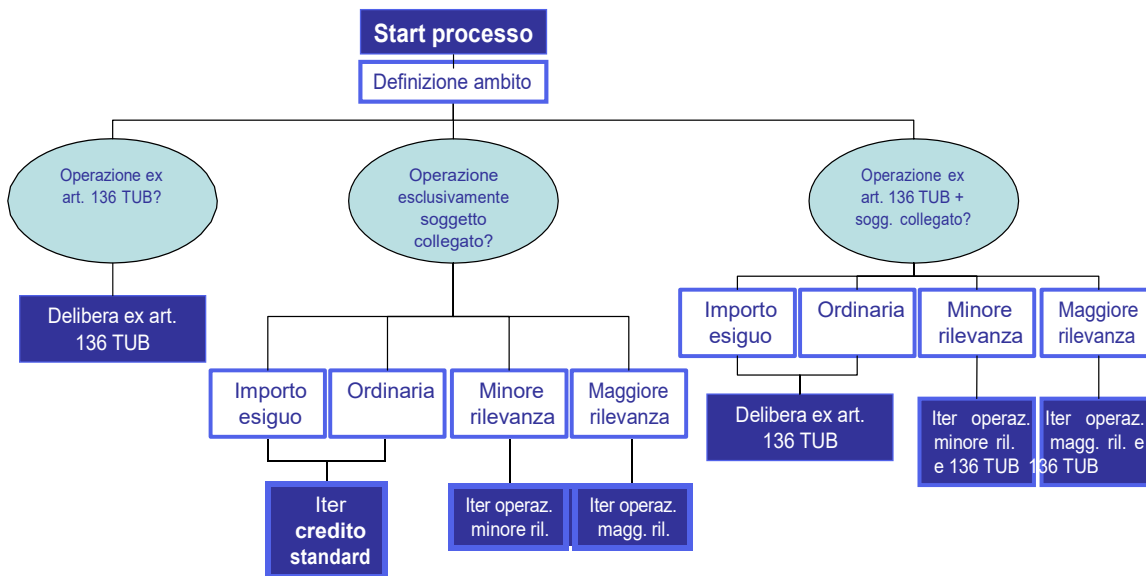 Start processo
Definizione ambito
Operazione ex
art. 136 TUB?
Operazione
esclusivamente
soggetto
collegato?
Operazione ex
art. 136 TUB +
sogg. collegato?
Delibera ex art.
136 TUB
Importo
esiguo
Ordinaria
Minore
rilevanza
Maggiore
rilevanza
Iter
credito
standard
Iter operaz.
minore ril.
Iter operaz.
magg. ril.
Importo
esiguo
Ordinaria
Minore
rilevanza
Maggiore
rilevanza
Delibera ex art.
136 TUB
Iter operaz.
minore ril.
e 136 TUB
Iter operaz.
magg. ril. e
136 TUB